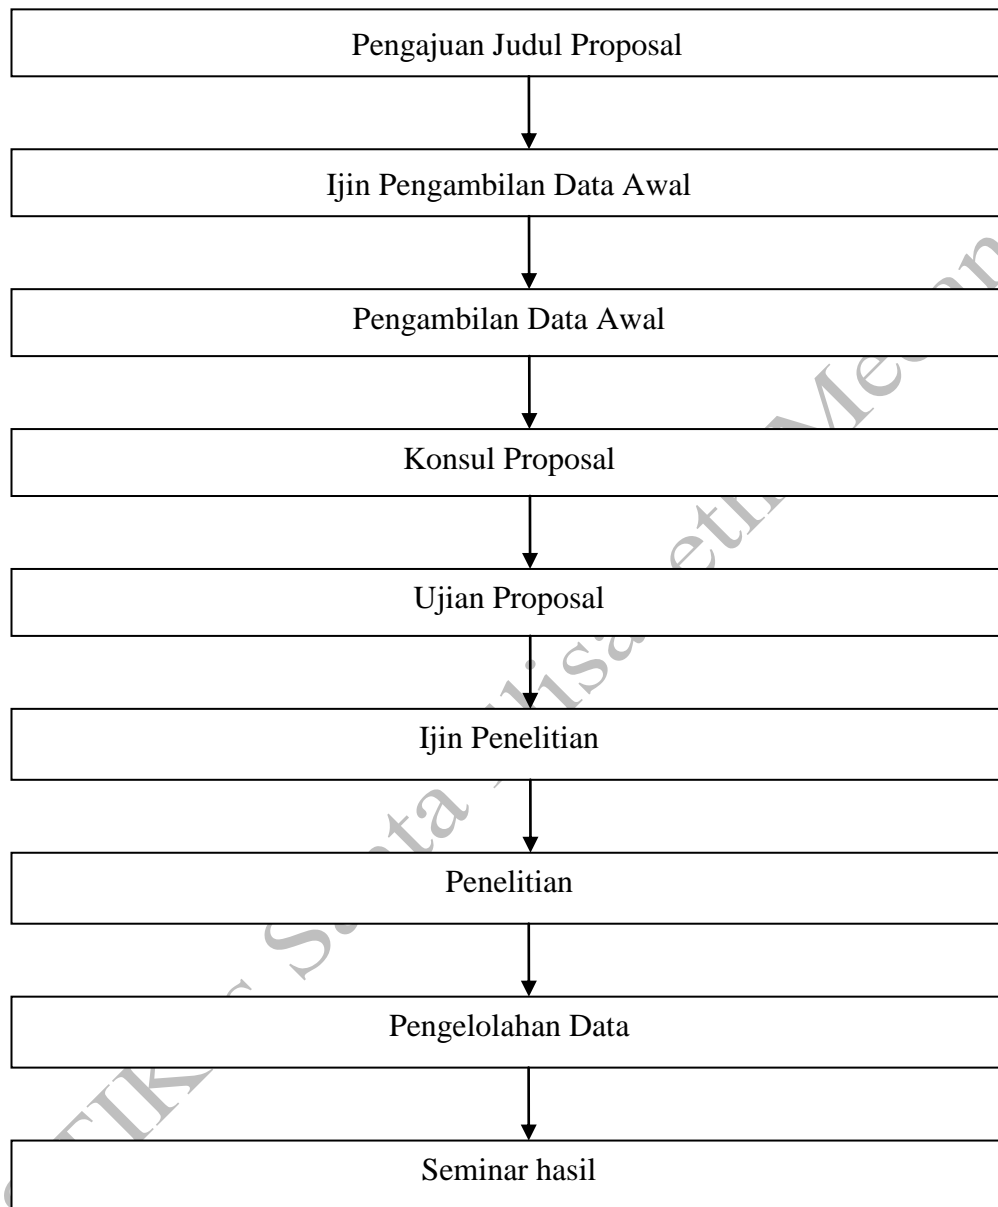 Pengajuan Judul Proposal
Ijin Pengambilan Data Awal
Pengambilan Data Awal
Konsul Proposal
Ujian Proposal
Ijin Penelitian
Penelitian
Pengelolahan Data
Seminar hasil